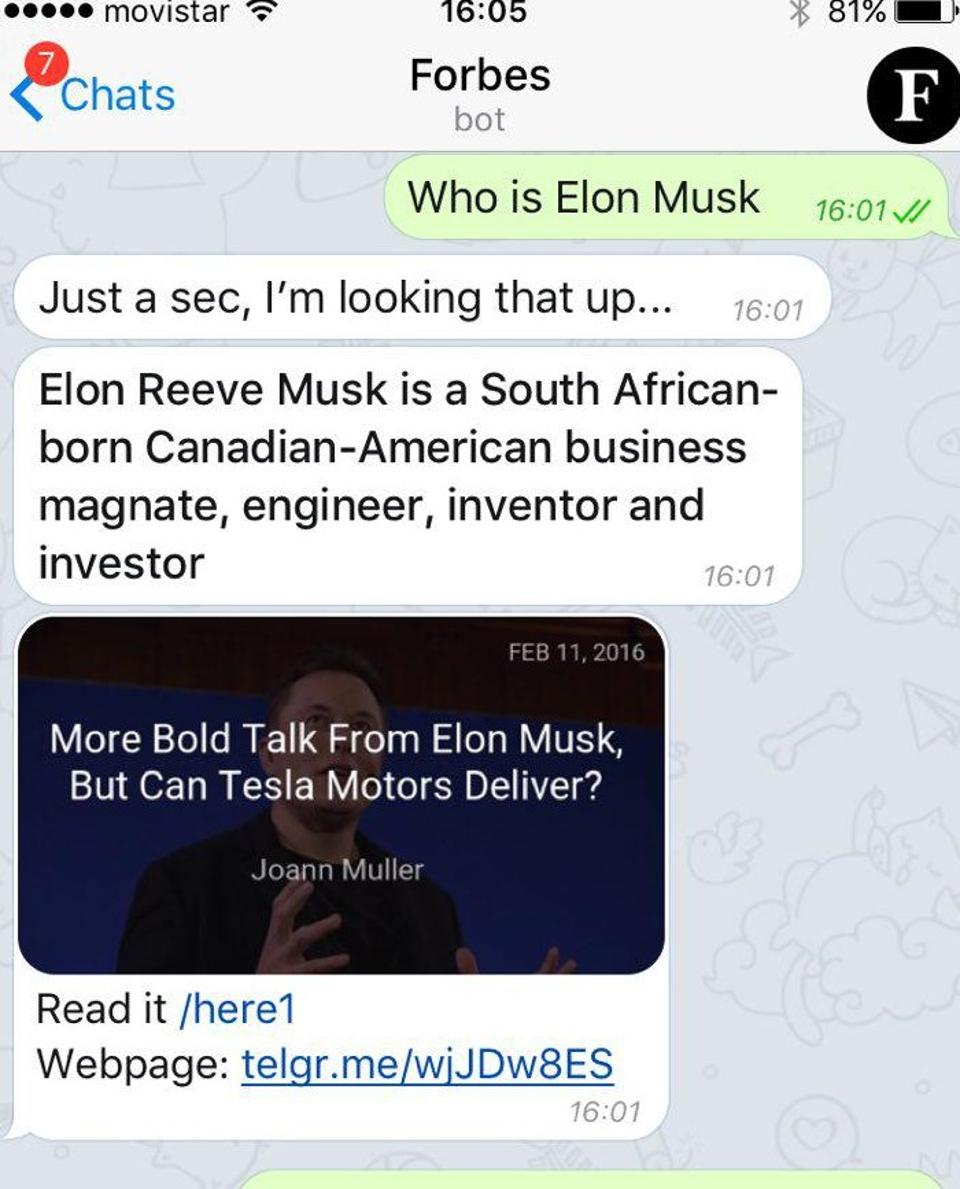 movistar 16:05 81%
7
Chats
Forbes
bot
F
Who is Elon Musk 16:01
Just a sec, I’m looking that up... 16:01
Elon Reeve Musk is a South African-
born Canadian-American business
magnate, engineer, inventor and
investor 16:01
FEB 11, 2016
More Bold Talk From Elon Musk,
But Can Tesla Motors Deliver?
Joann Muller
Read it /here1
Webpage: telgr.me/wjJDw8ES
16:01